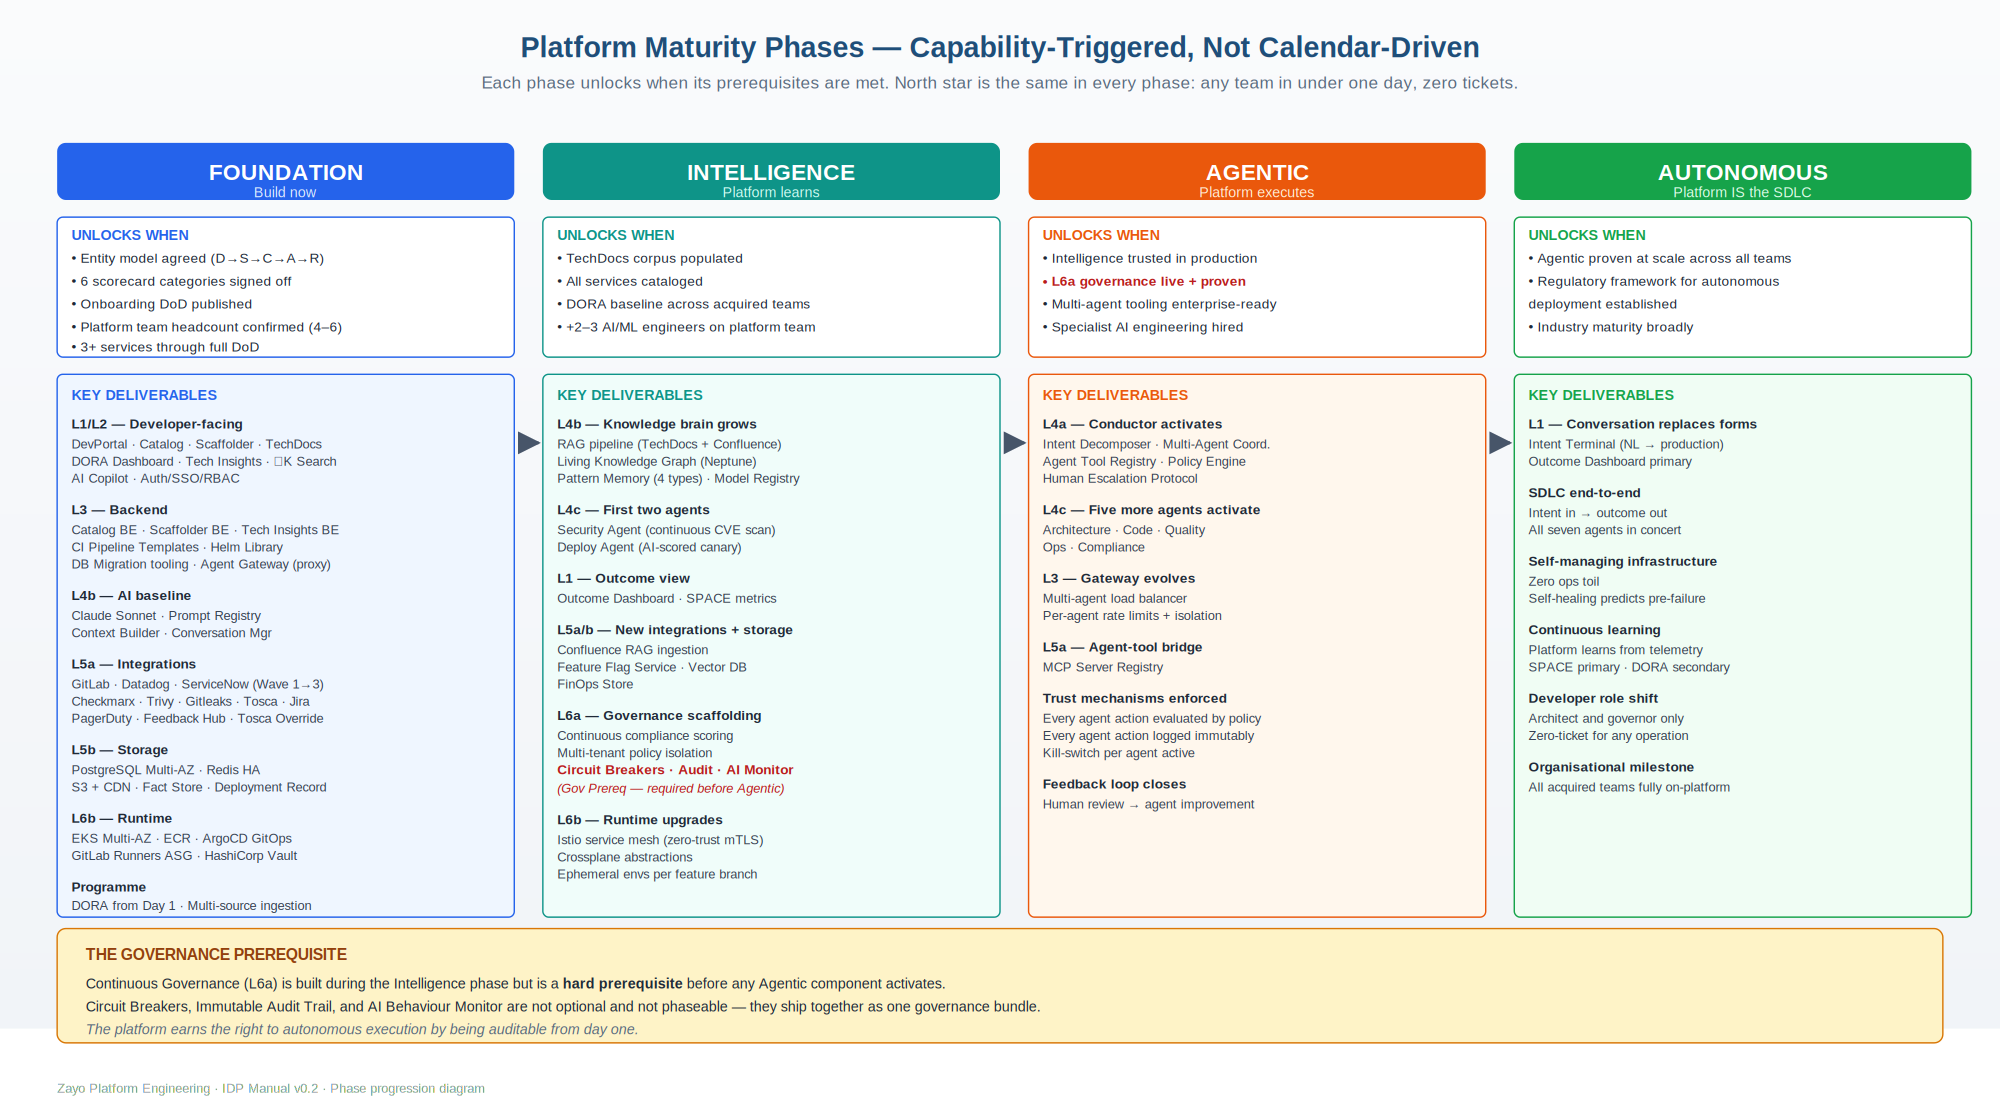 Platform Maturity Phases — Capability-Triggered, Not Calendar-Driven
Each phase unlocks when its prerequisites are met. North star is the same in every phase: any team in under one day, zero tickets.
FOUNDATION
Build now
UNLOCKS WHEN
• Entity model agreed (D→S→C→A→R)
• 6 scorecard categories signed off
• Onboarding DoD published
• Platform team headcount confirmed (4–6)
• 3+ services through full DoD
KEY DELIVERABLES
L1/L2 — Developer-facing
DevPortal · Catalog · Scaffolder · TechDocs
DORA Dashboard · Tech Insights · K Search
AI Copilot · Auth/SSO/RBAC
L3 — Backend
Catalog BE · Scaffolder BE · Tech Insights BE
CI Pipeline Templates · Helm Library
DB Migration tooling · Agent Gateway (proxy)
L4b — AI baseline
Claude Sonnet · Prompt Registry
Context Builder · Conversation Mgr
L5a — Integrations
GitLab · Datadog · ServiceNow (Wave 1→3)
Checkmarx · Trivy · Gitleaks · Tosca · Jira
PagerDuty · Feedback Hub · Tosca Override
L5b — Storage
PostgreSQL Multi-AZ · Redis HA
S3 + CDN · Fact Store · Deployment Record
L6b — Runtime
EKS Multi-AZ · ECR · ArgoCD GitOps
GitLab Runners ASG · HashiCorp Vault
Programme
DORA from Day 1 · Multi-source ingestion
INTELLIGENCE
Platform learns
UNLOCKS WHEN
• TechDocs corpus populated
• All services cataloged
• DORA baseline across acquired teams
• +2–3 AI/ML engineers on platform team
KEY DELIVERABLES
L4b — Knowledge brain grows
RAG pipeline (TechDocs + Confluence)
Living Knowledge Graph (Neptune)
Pattern Memory (4 types) · Model Registry
L4c — First two agents
Security Agent (continuous CVE scan)
Deploy Agent (AI-scored canary)
L1 — Outcome view
Outcome Dashboard · SPACE metrics
L5a/b — New integrations + storage
Confluence RAG ingestion
Feature Flag Service · Vector DB
FinOps Store
L6a — Governance scaffolding
Continuous compliance scoring
Multi-tenant policy isolation
Circuit Breakers · Audit · AI Monitor
(Gov Prereq — required before Agentic)
L6b — Runtime upgrades
Istio service mesh (zero-trust mTLS)
Crossplane abstractions
Ephemeral envs per feature branch
AGENTIC
Platform executes
UNLOCKS WHEN
• Intelligence trusted in production
• L6a governance live + proven
• Multi-agent tooling enterprise-ready
• Specialist AI engineering hired
KEY DELIVERABLES
L4a — Conductor activates
Intent Decomposer · Multi-Agent Coord.
Agent Tool Registry · Policy Engine
Human Escalation Protocol
L4c — Five more agents activate
Architecture · Code · Quality
Ops · Compliance
L3 — Gateway evolves
Multi-agent load balancer
Per-agent rate limits + isolation
L5a — Agent-tool bridge
MCP Server Registry
Trust mechanisms enforced
Every agent action evaluated by policy
Every agent action logged immutably
Kill-switch per agent active
Feedback loop closes
Human review → agent improvement
AUTONOMOUS
Platform IS the SDLC
UNLOCKS WHEN
• Agentic proven at scale across all teams
• Regulatory framework for autonomous
deployment established
• Industry maturity broadly
KEY DELIVERABLES
L1 — Conversation replaces forms
Intent Terminal (NL → production)
Outcome Dashboard primary
SDLC end-to-end
Intent in → outcome out
All seven agents in concert
Self-managing infrastructure
Zero ops toil
Self-healing predicts pre-failure
Continuous learning
Platform learns from telemetry
SPACE primary · DORA secondary
Developer role shift
Architect and governor only
Zero-ticket for any operation
Organisational milestone
All acquired teams fully on-platform
THE GOVERNANCE PREREQUISITE
Continuous Governance (L6a) is built during the Intelligence phase but is a hard prerequisite before any Agentic component activates.
Circuit Breakers, Immutable Audit Trail, and AI Behaviour Monitor are not optional and not phaseable — they ship together as one governance bundle.
The platform earns the right to autonomous execution by being auditable from day one.
Zayo Platform Engineering · IDP Manual v0.2 · Phase progression diagram